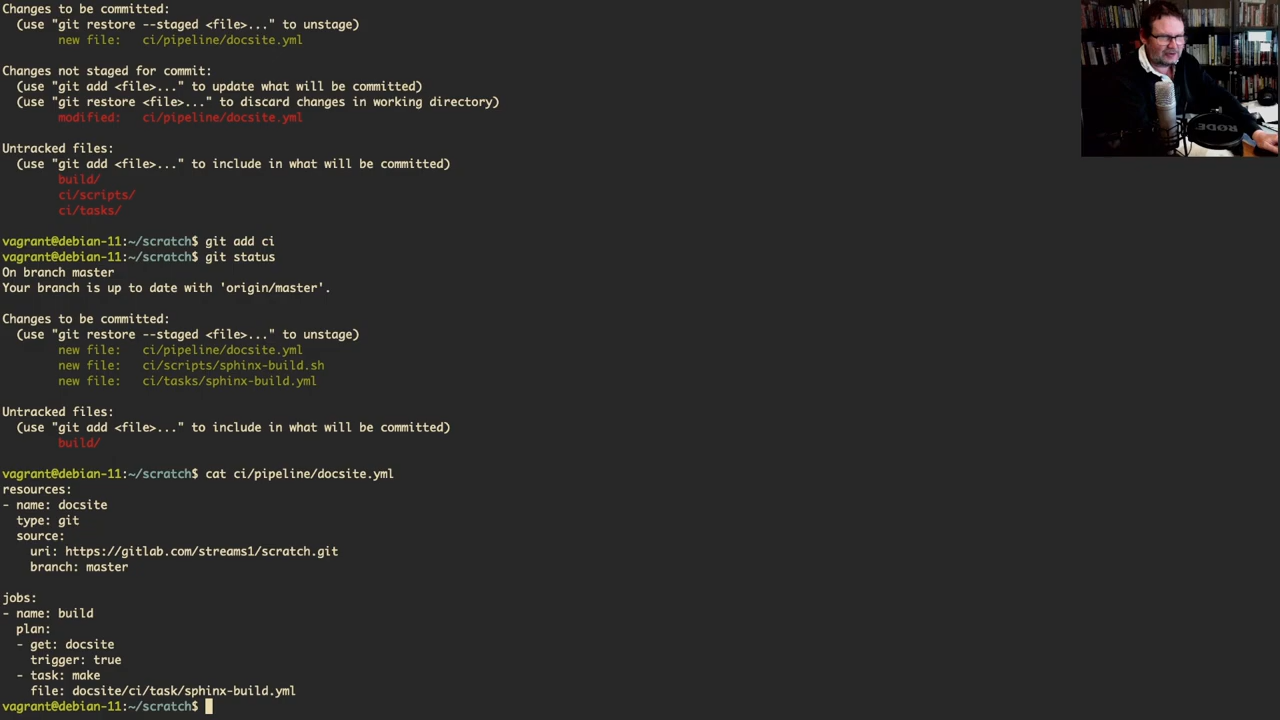 Changes to be committed:
  (use "git restore --staged <file>..." to unstage)
        new file:   ci/pipeline/docsite.yml

Changes not staged for commit:
  (use "git add <file>..." to update what will be committed)
  (use "git restore <file>..." to discard changes in working directory)
        modified:   ci/pipeline/docsite.yml

Untracked files:
  (use "git add <file>..." to include in what will be committed)
        build/
        ci/scripts/
        ci/tasks/

vagrant@debian-11:~/scratch$ git add ci
vagrant@debian-11:~/scratch$ git status
On branch master
Your branch is up to date with 'origin/master'.

Changes to be committed:
  (use "git restore --staged <file>..." to unstage)
        new file:   ci/pipeline/docsite.yml
        new file:   ci/scripts/sphinx-build.sh
        new file:   ci/tasks/sphinx-build.yml

Untracked files:
  (use "git add <file>..." to include in what will be committed)
        build/

vagrant@debian-11:~/scratch$ cat ci/pipeline/docsite.yml
resources:
- name: docsite
  type: git
  source:
    uri: https://gitlab.com/streams1/scratch.git
    branch: master

jobs:
- name: build
  plan:
  - get: docsite
    trigger: true
  - task: make
    file: docsite/ci/task/sphinx-build.yml
vagrant@debian-11:~/scratch$
RODE